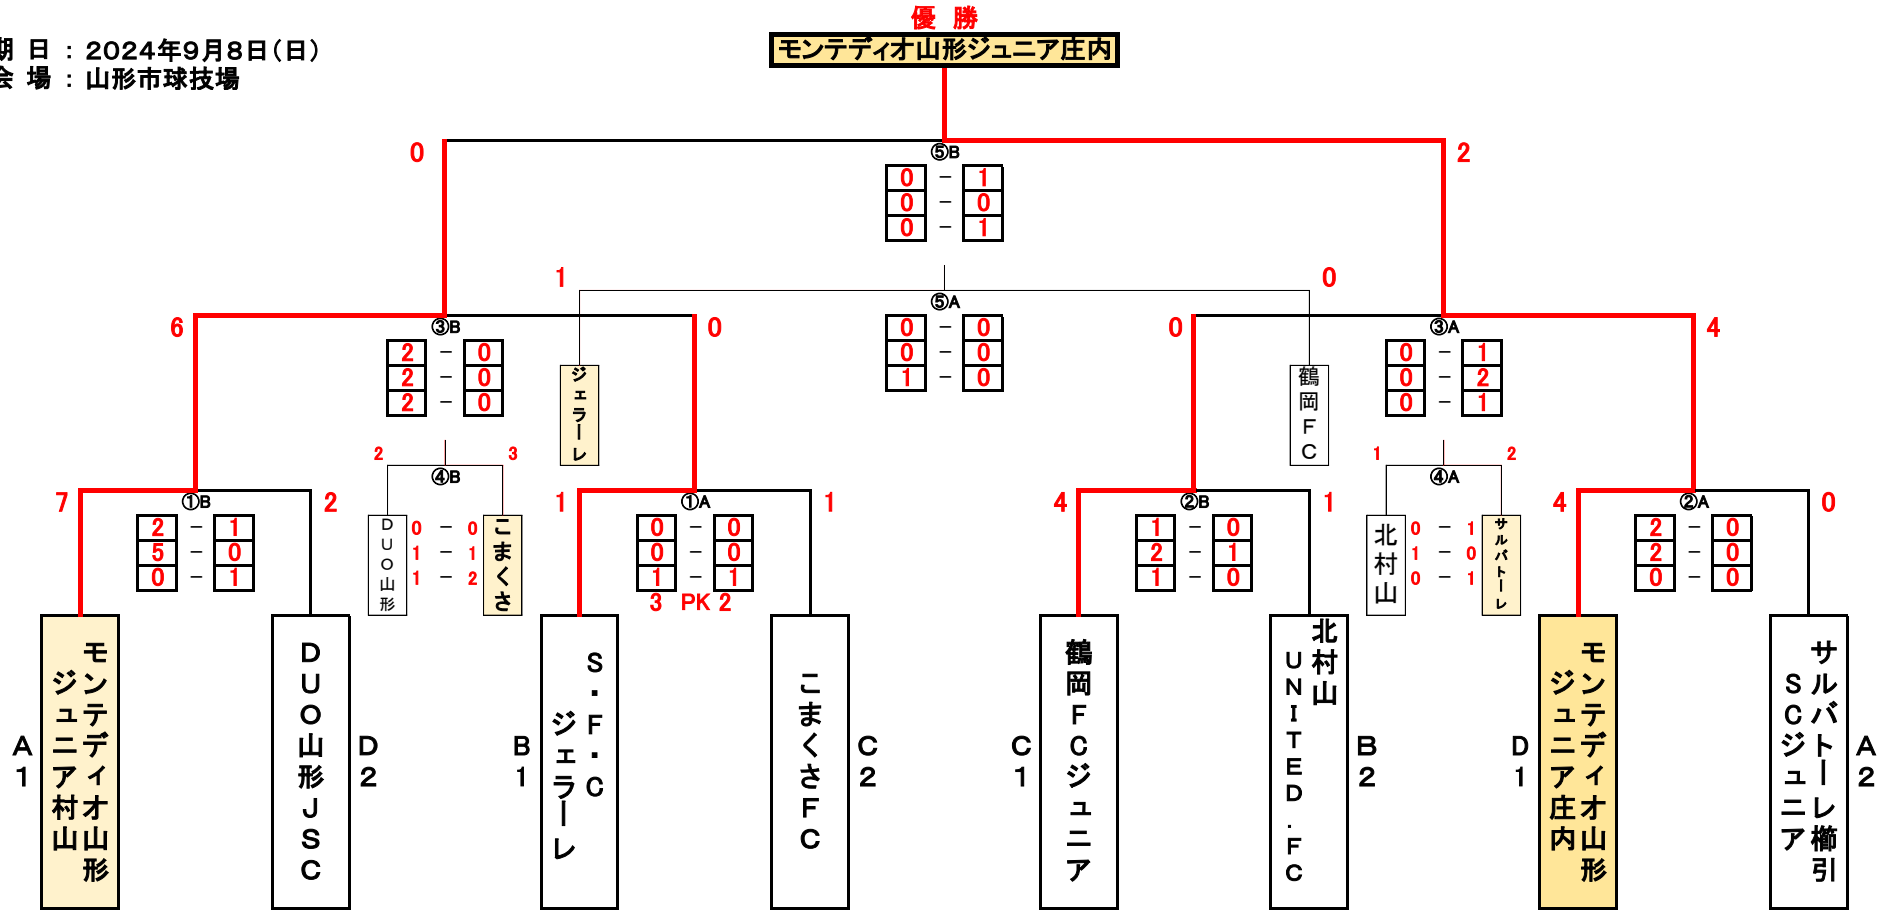 優 勝
モンテディオ山形ジュニア庄内
期 日 : 2024年9月8日(日)
会 場 : 山形市球技場
0 2
⑤B
0 － 1
0 － 0
0 － 1
1 0
⑤A
0 － 0
0 － 0
1 － 0
ジェラーレ
鶴岡FC
6 0
③B
2 － 0
2 － 0
2 － 0
0 4
③A
0 － 1
0 － 2
0 － 1
2 3
④B
DUO山形
0 － 0
1 － 1
1 － 2
こまくさ
1 2
④A
北村山
0 － 1
1 － 0
0 － 1
サルバトーレ
7 2
①B
2 － 1
5 － 0
0 － 1
1 1
①A
0 － 0
0 － 0
1 － 1
3 PK 2
4 1
②B
1 － 0
2 － 1
1 － 0
4 0
②A
2 － 0
2 － 0
0 － 0
A1
モンテディオ山形
ジュニア村山
DUO山形JSC
D2
B1
S・F・C
ジェラーレ
こまくさFC
C2
C1
鶴岡FCジュニア
北村山
UNITED.FC
B2
D1
モンテディオ山形
ジュニア庄内
サルバトーレ櫛引
SCジュニア
A2